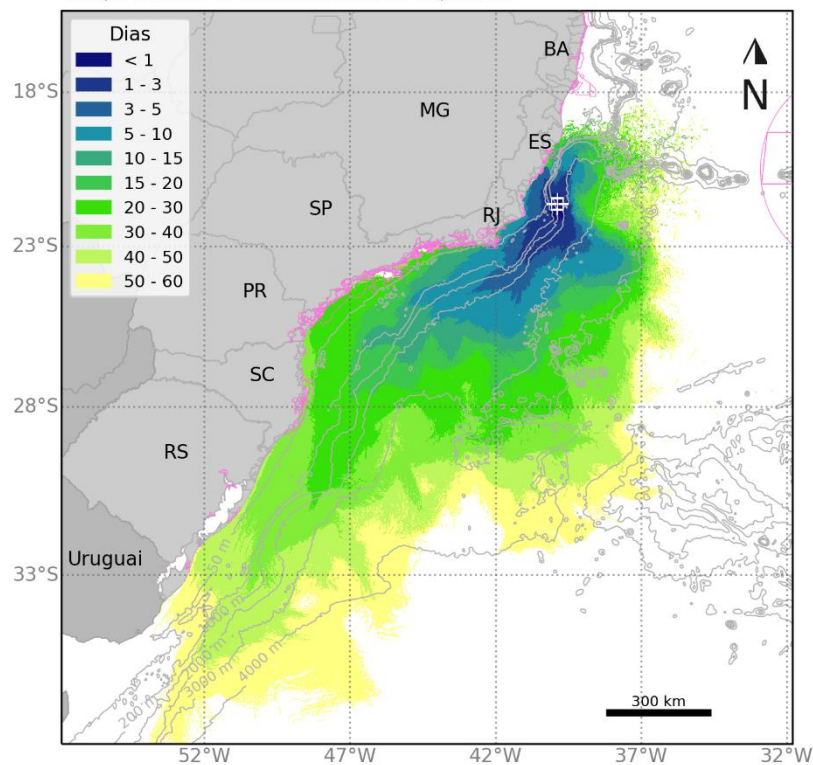 Dias
< 1
1 - 3
3 - 5
5 - 10
10 - 15
15 - 20
20 - 30
30 - 40
40 - 50
50 - 60
BA
N
MG
ES
SP
RJ
PR
SC
RS
Uruguai
18°S
23°S
28°S
33°S
50 m
200 m
1000 m
2000 m
3000 m
4000 m
300 km
52°W
47°W
42°W
37°W
32°W